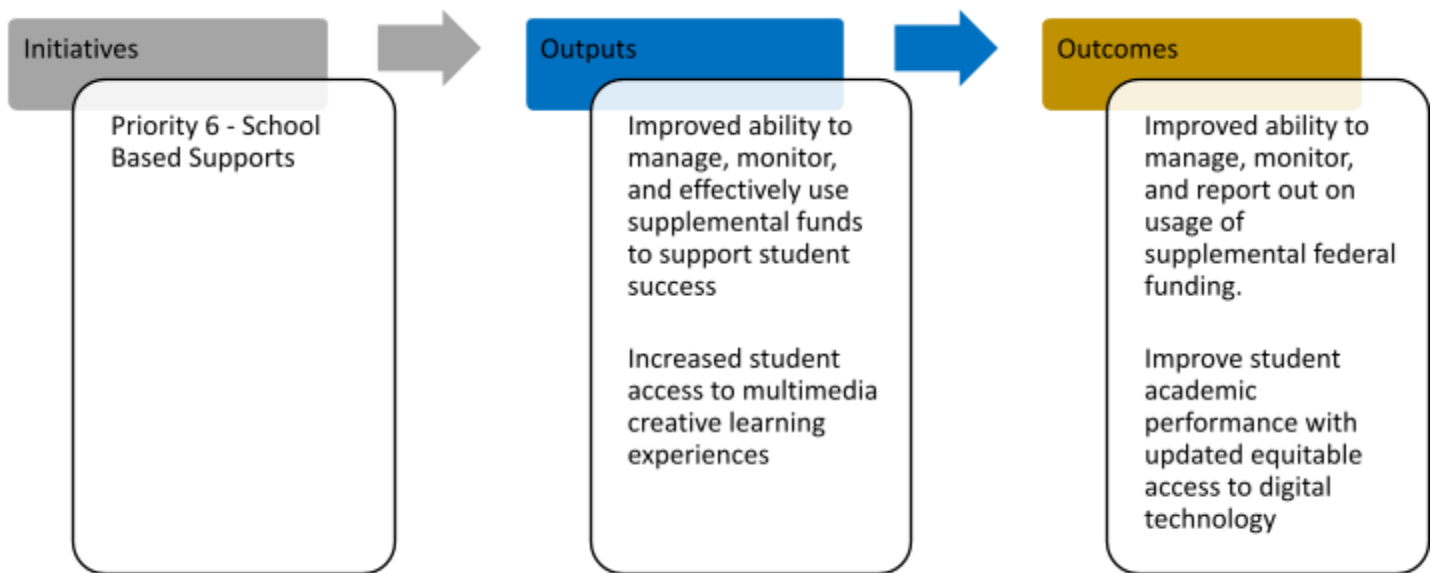 Initiatives
Priority 6 - School
Based Supports
Outputs
Improved ability to
manage, monitor,
and effectively use
supplemental funds
to support student
success
Increased student
access to multimedia
creative learning
experiences
Outcomes
Improved ability to
manage, monitor,
and report out on
usage of
supplemental federal
funding.
Improve student
academic
performance with
updated equitable
access to digital
technology